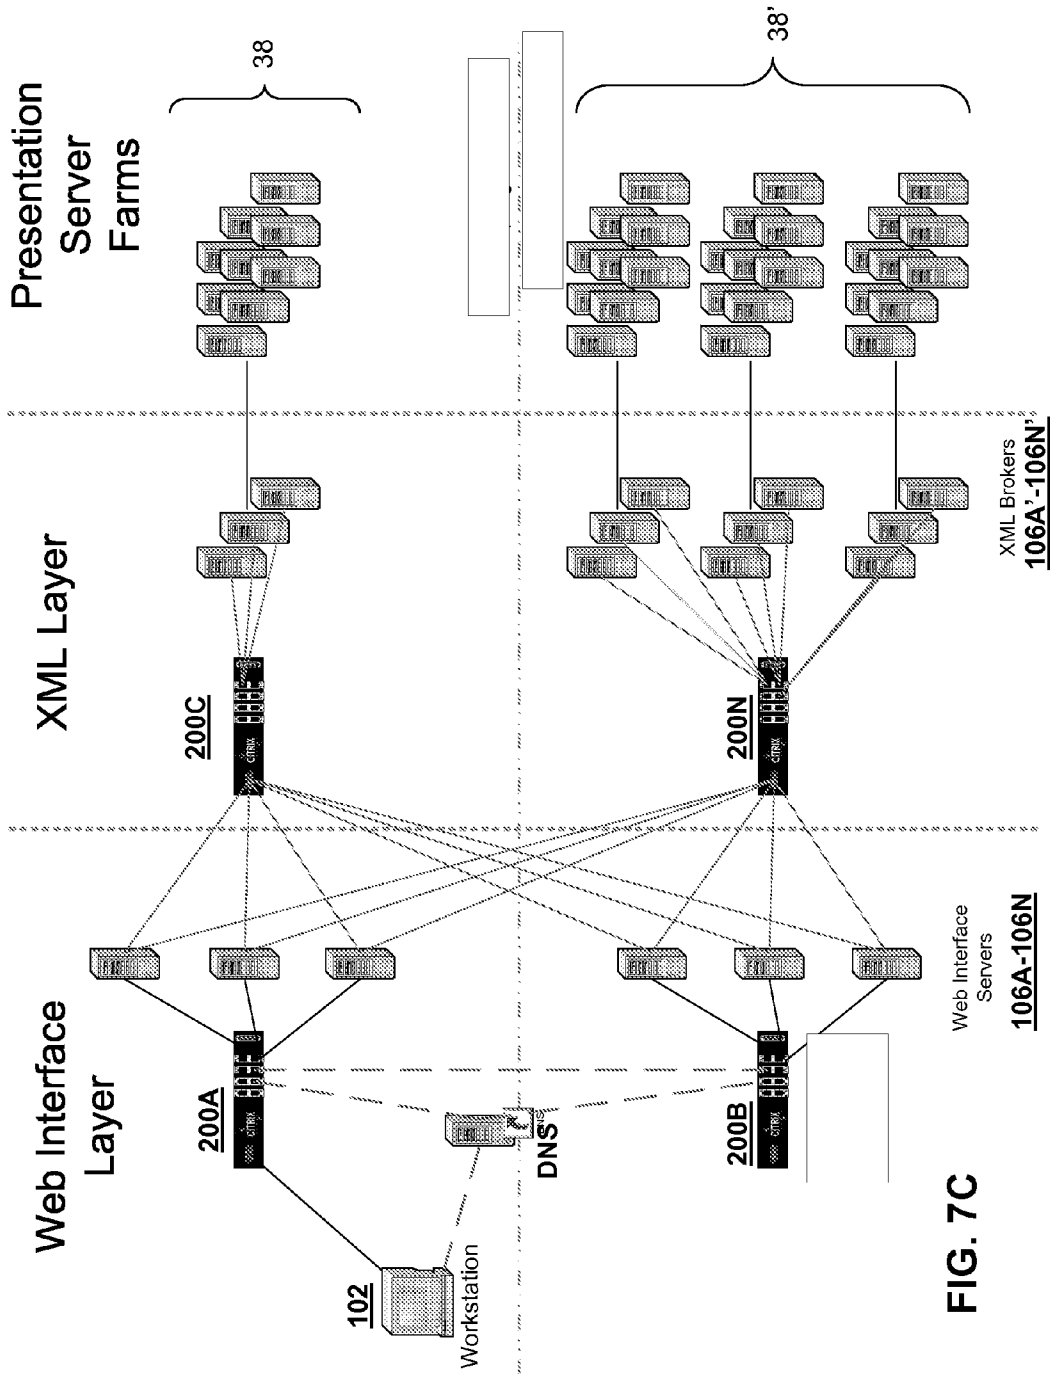 Web Interface
Layer
XML Layer
Presentation
Server
Farms
38
200A
CITRIX
200C
CITRIX
102
Workstation
DNS
DNS
200B
CITRIX
200N
CITRIX
38'
Web Interface
Servers
106A-106N
XML Brokers
106A'-106N'
FIG. 7C